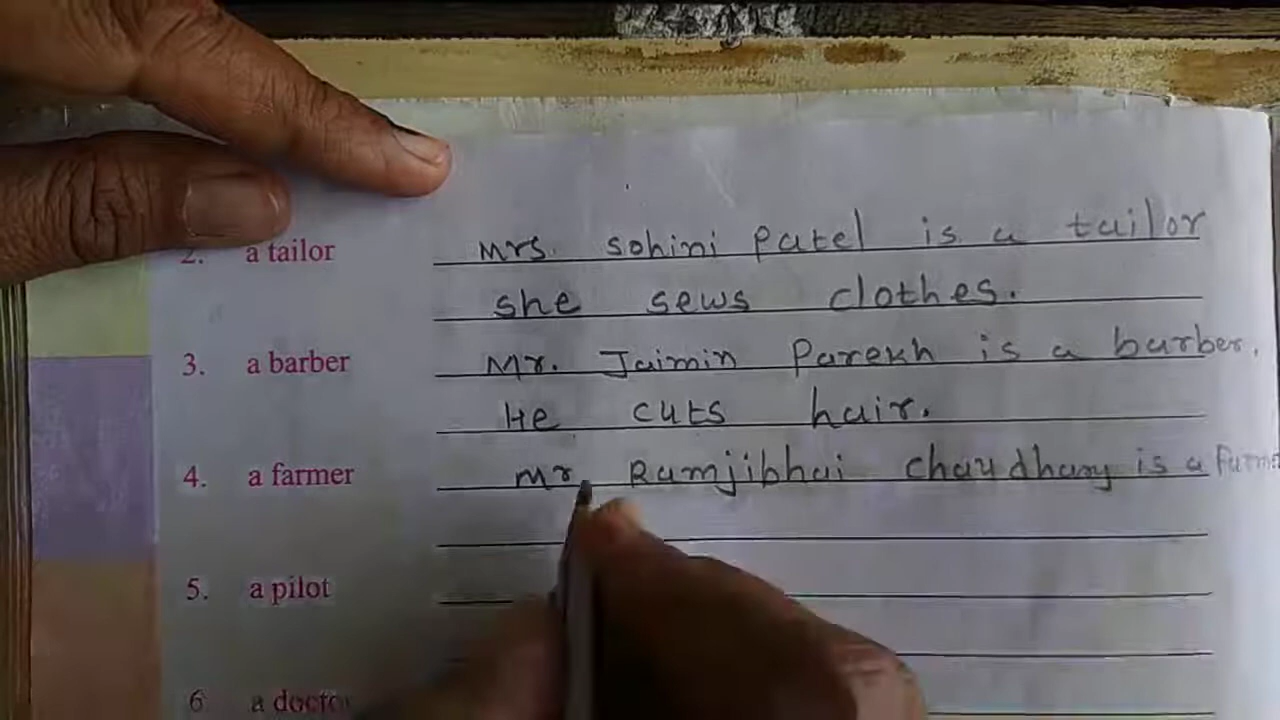 2. a tailor Mrs. Sohini Patel is a tailor
she sews clothes.
3. a barber Mr. Jaimin Parekh is a barber.
He cuts hair.
4. a farmer Mr Ramjibhai Chaudhary is a
5. a pilot
6 a doctor